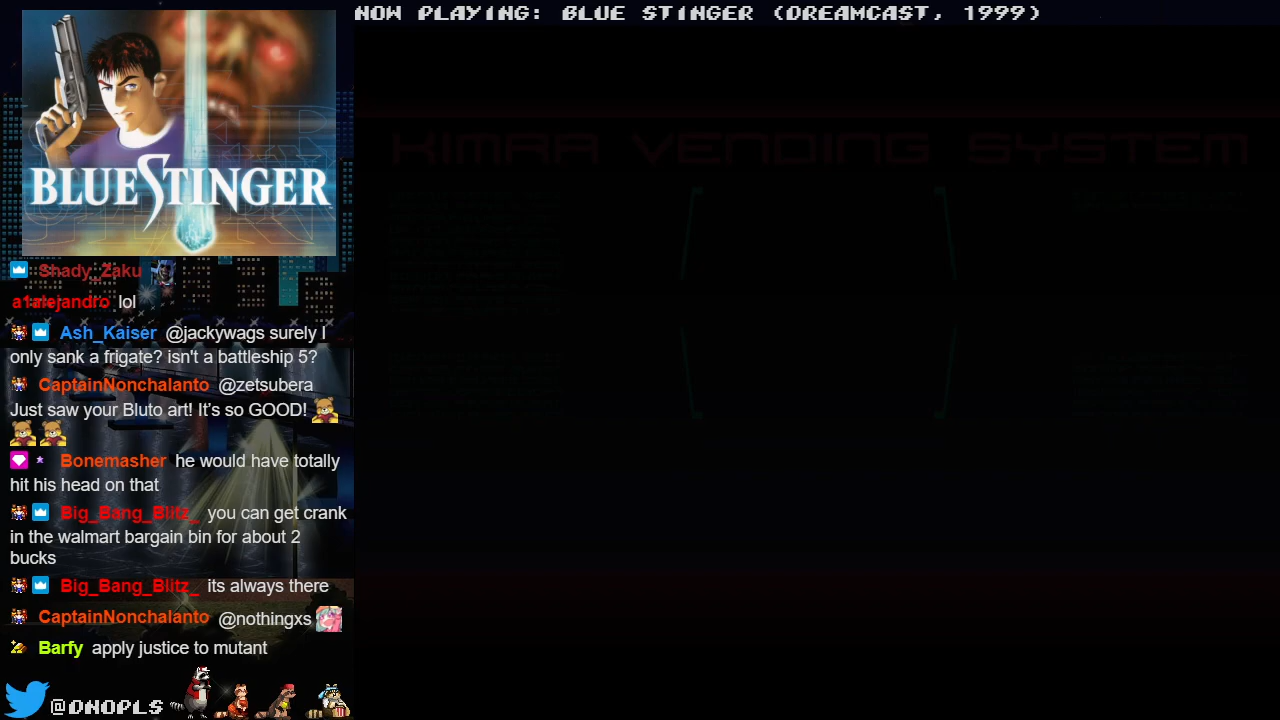 NOW PLAYING: BLUE STINGER (DREAMCAST, 1999)
BLUE STINGER
KIMRA VENDING SYSTEM
Shady_Zaku
a1alejandro lol
Ash_Kaiser @jackywags surely I
only sank a frigate? isn't a battleship 5?
CaptainNonchalanto @zetsubera
Just saw your Bluto art! It's so GOOD!
Bonemasher he would have totally
hit his head on that
Big_Bang_Blitz_ you can get crank
in the walmart bargain bin for about 2
bucks
Big_Bang_Blitz_ its always there
CaptainNonchalanto @nothingxs
Barfy apply justice to mutant
@DHOPLS